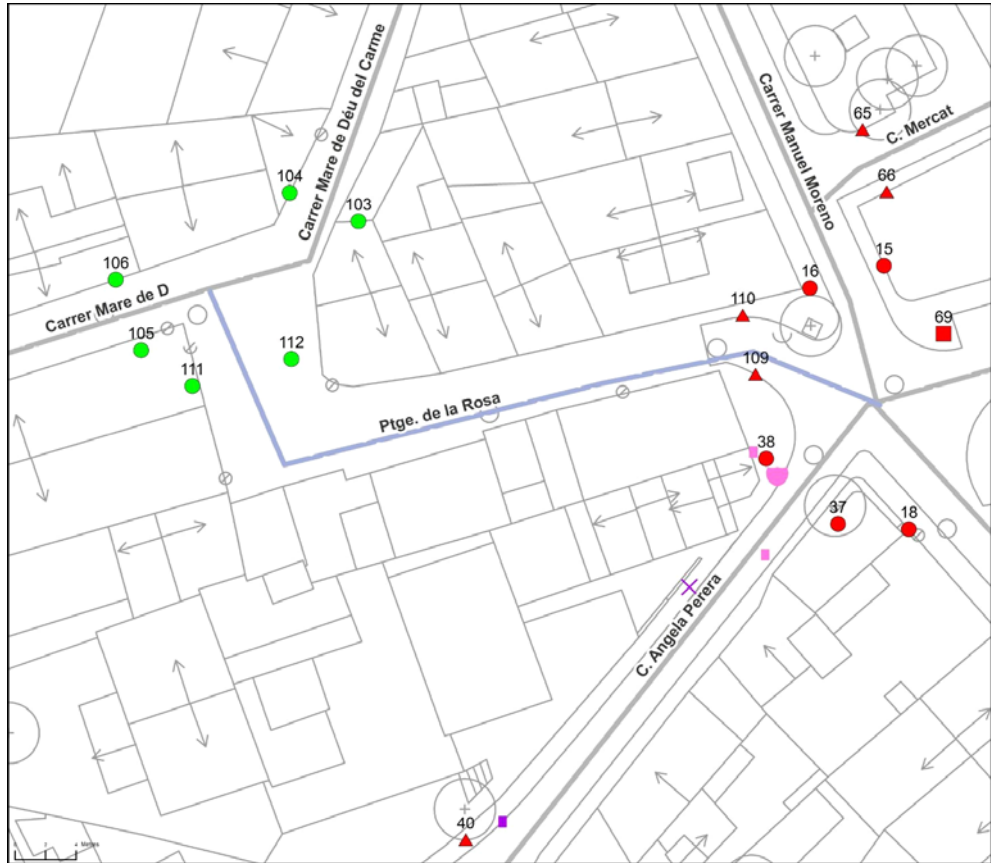 Carrer Mare de Déu del Carme
Carrer Manuel Moreno
65
C. Mercat
104
66
103
106
15
16
Carrer Mare de D
110
69
105
112
109
111
Ptge. de la Rosa
38
37
18
C. Angela Perera
40